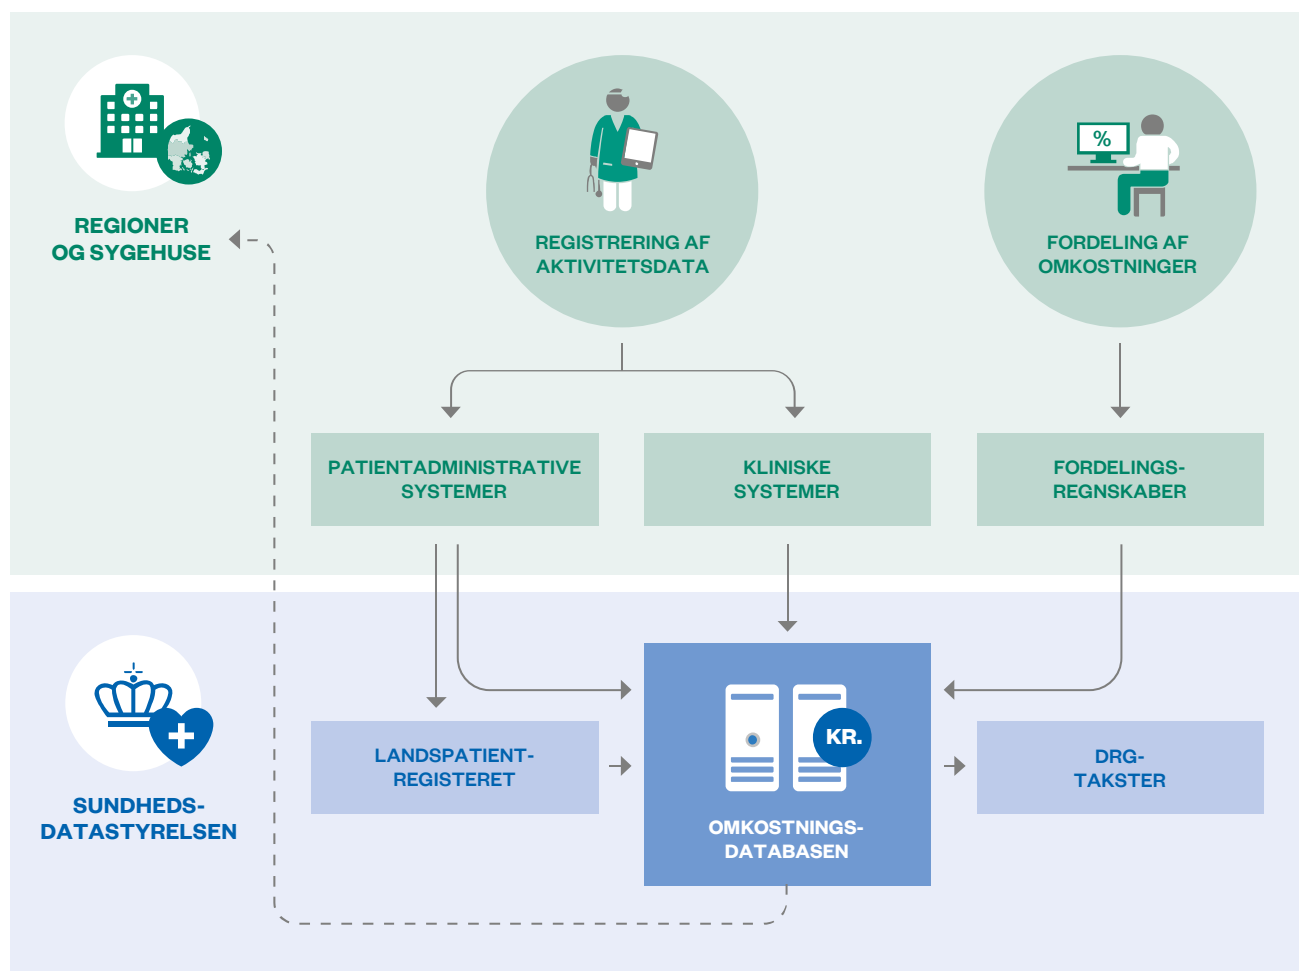 REGIONER
OG SYGEHUSE
REGISTRERING AF
AKTIVITETSDATA
%
FORDELING AF
OMKOSTNINGER
PATIENTADMINISTRATIVE
SYSTEMER
KLINISKE
SYSTEMER
FORDELINGS-
REGNSKABER
SUNDHEDS-
DATASTYRELSEN
LANDSPATIENT-
REGISTERET
KR.
OMKOSTNINGS-
DATABASEN
DRG-
TAKSTER